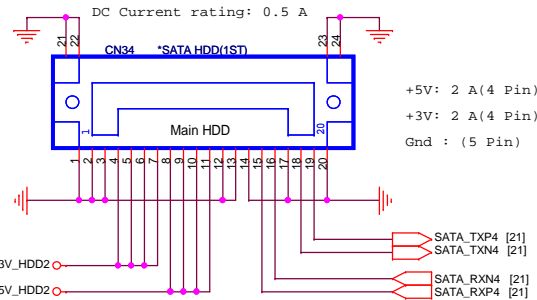 DC Current rating: 0.5 A
21
22
23
24
CN34 *SATA HDD(1ST)
+5V: 2 A(4 Pin)
+3V: 2 A(4 Pin)
Gnd : (5 Pin)
1
20
Main HDD
1 2 3 4 5 6 7 8 9 10 11 12 13 14 15 16 17 18 19 20
SATA_TXP4 [21]
SATA_TXN4 [21]
3V_HDD2
SATA_RXN4 [21]
5V_HDD2
SATA_RXP4 [21]